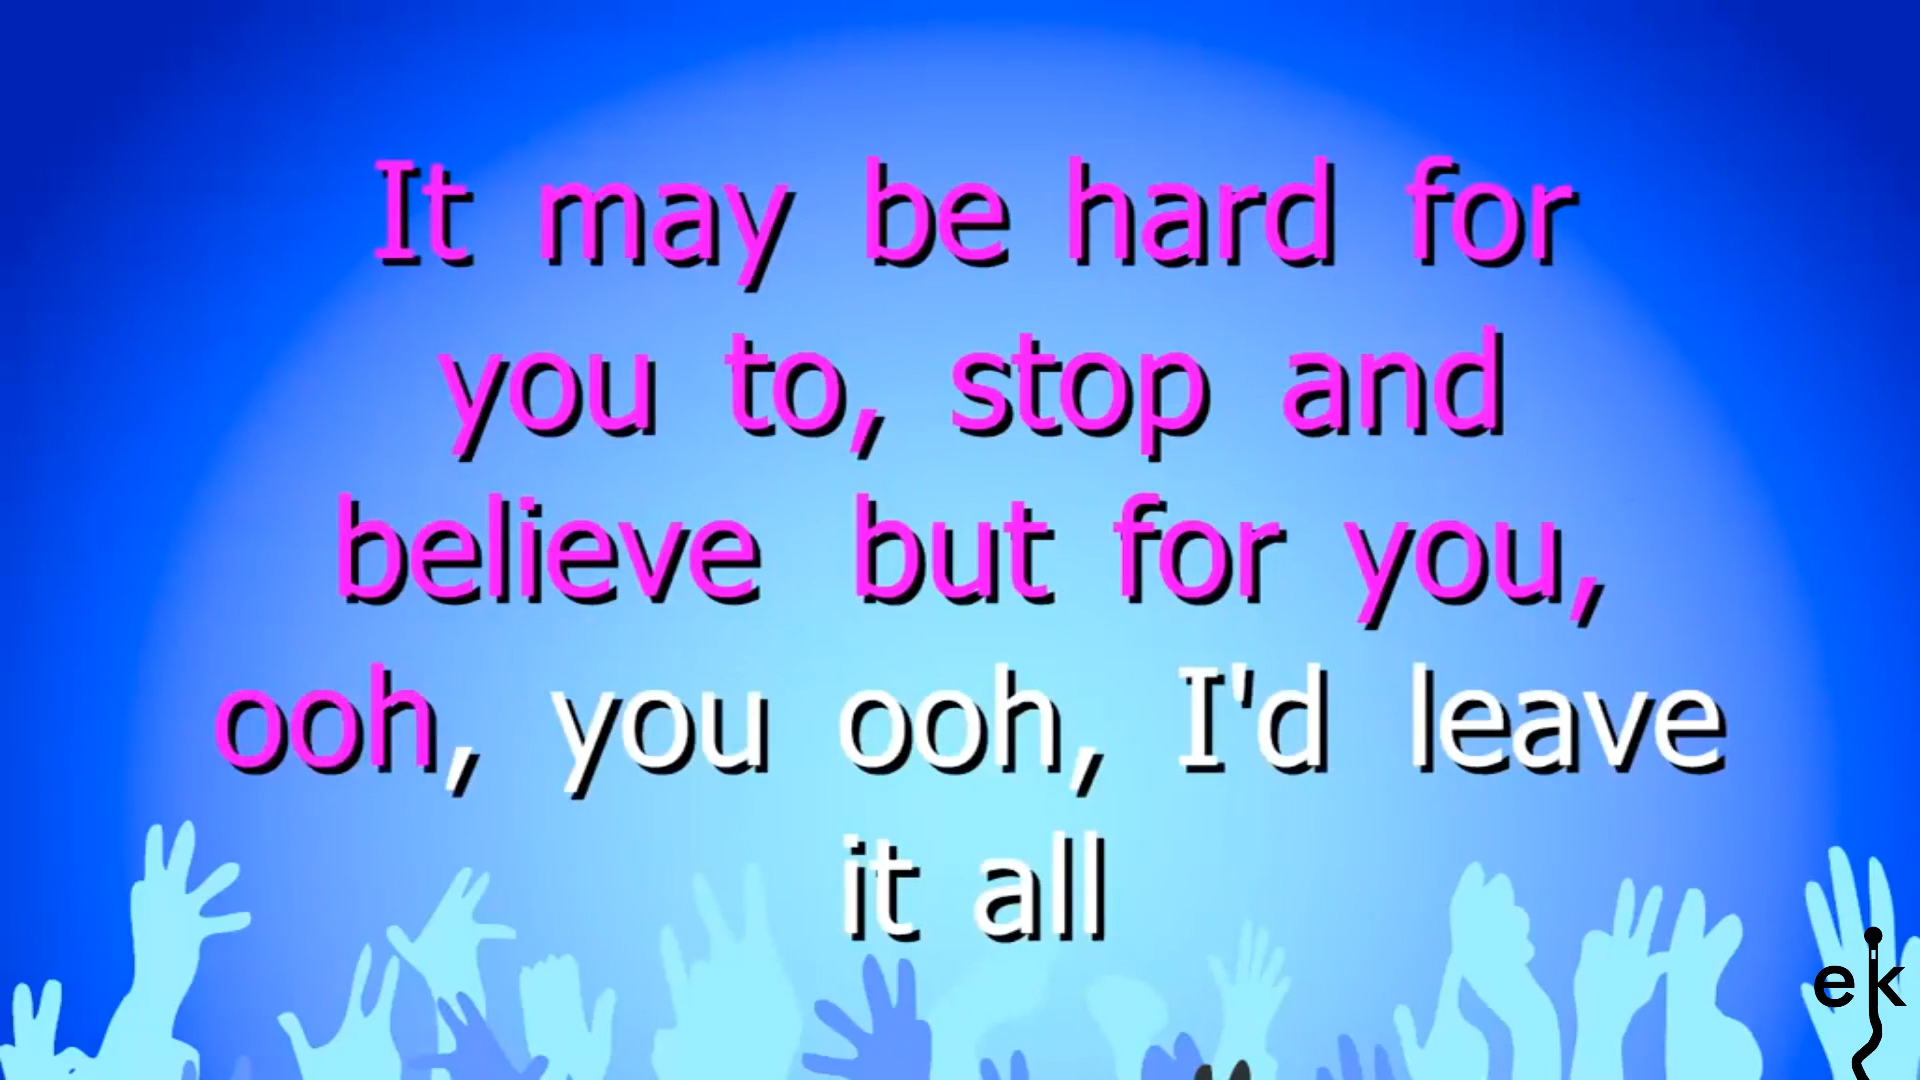 It may be hard for
you to, stop and
believe but for you,
ooh, you ooh, I'd leave
it all
ek